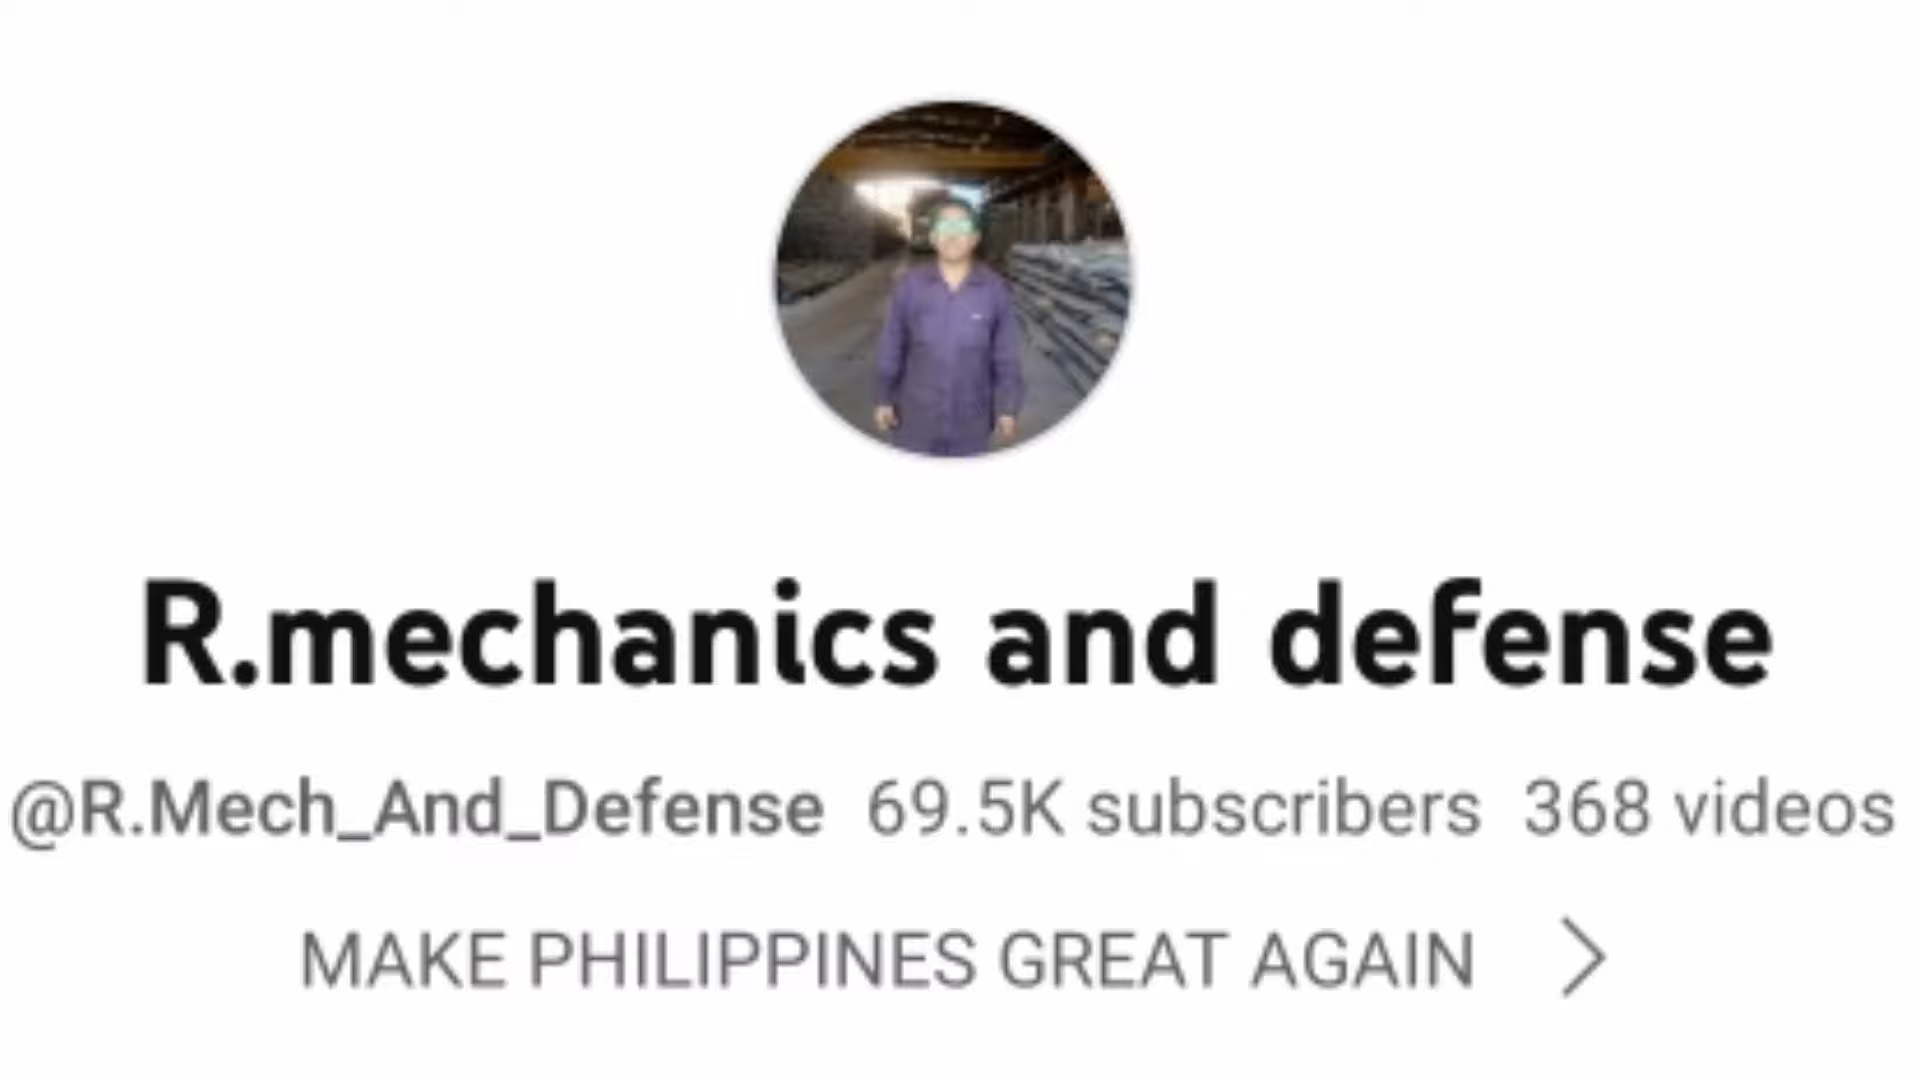 R.mechanics and defense
@R.Mech_And_Defense 69.5K subscribers 368 videos
MAKE PHILIPPINES GREAT AGAIN